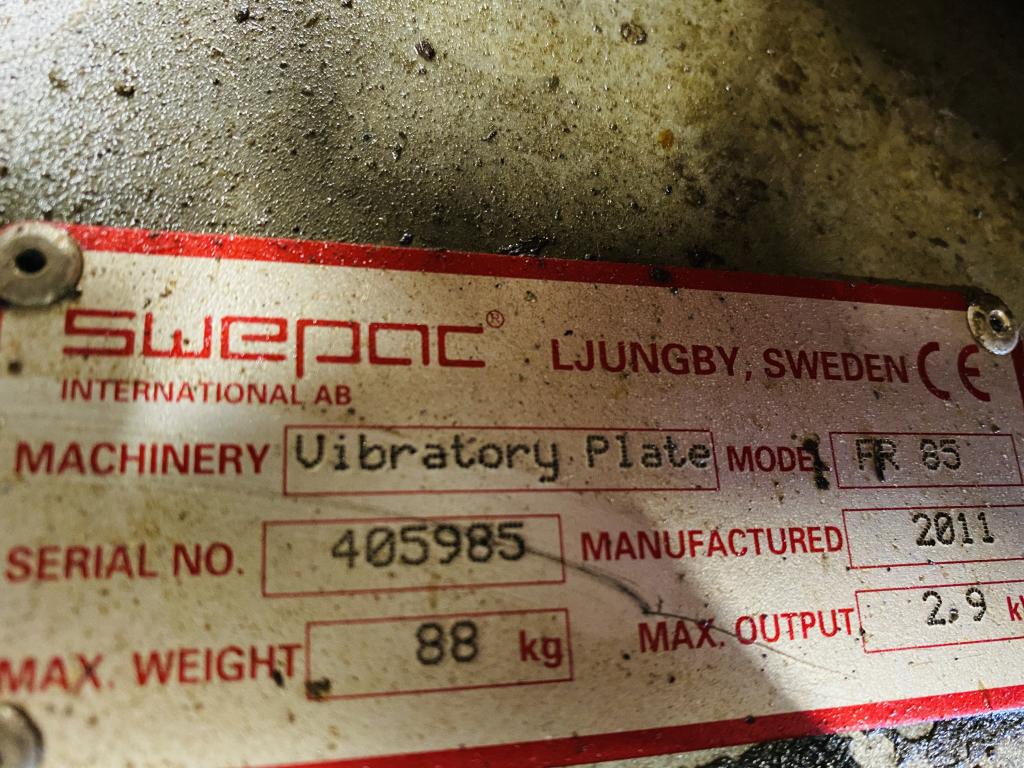 swepac® LJUNGBY, SWEDEN CE
INTERNATIONAL AB
MACHINERY Vibratory Plate MODEL FR 85
SERIAL NO. 405985 MANUFACTURED 2011
MAX. WEIGHT 88 kg MAX. OUTPUT 2,9